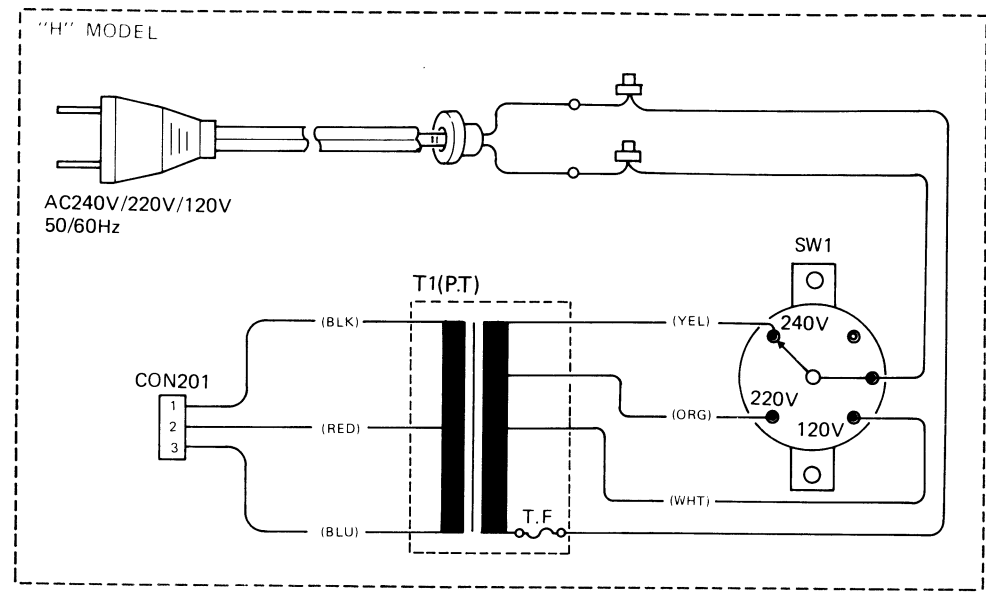 "H" MODEL
AC240V/220V/120V
50/60Hz
SW1
T1(P.T)
(BLK)
(YEL)
240V
CON201
1
2
3
220V
(RED)
(ORG)
120V
(WHT)
T.F
(BLU)